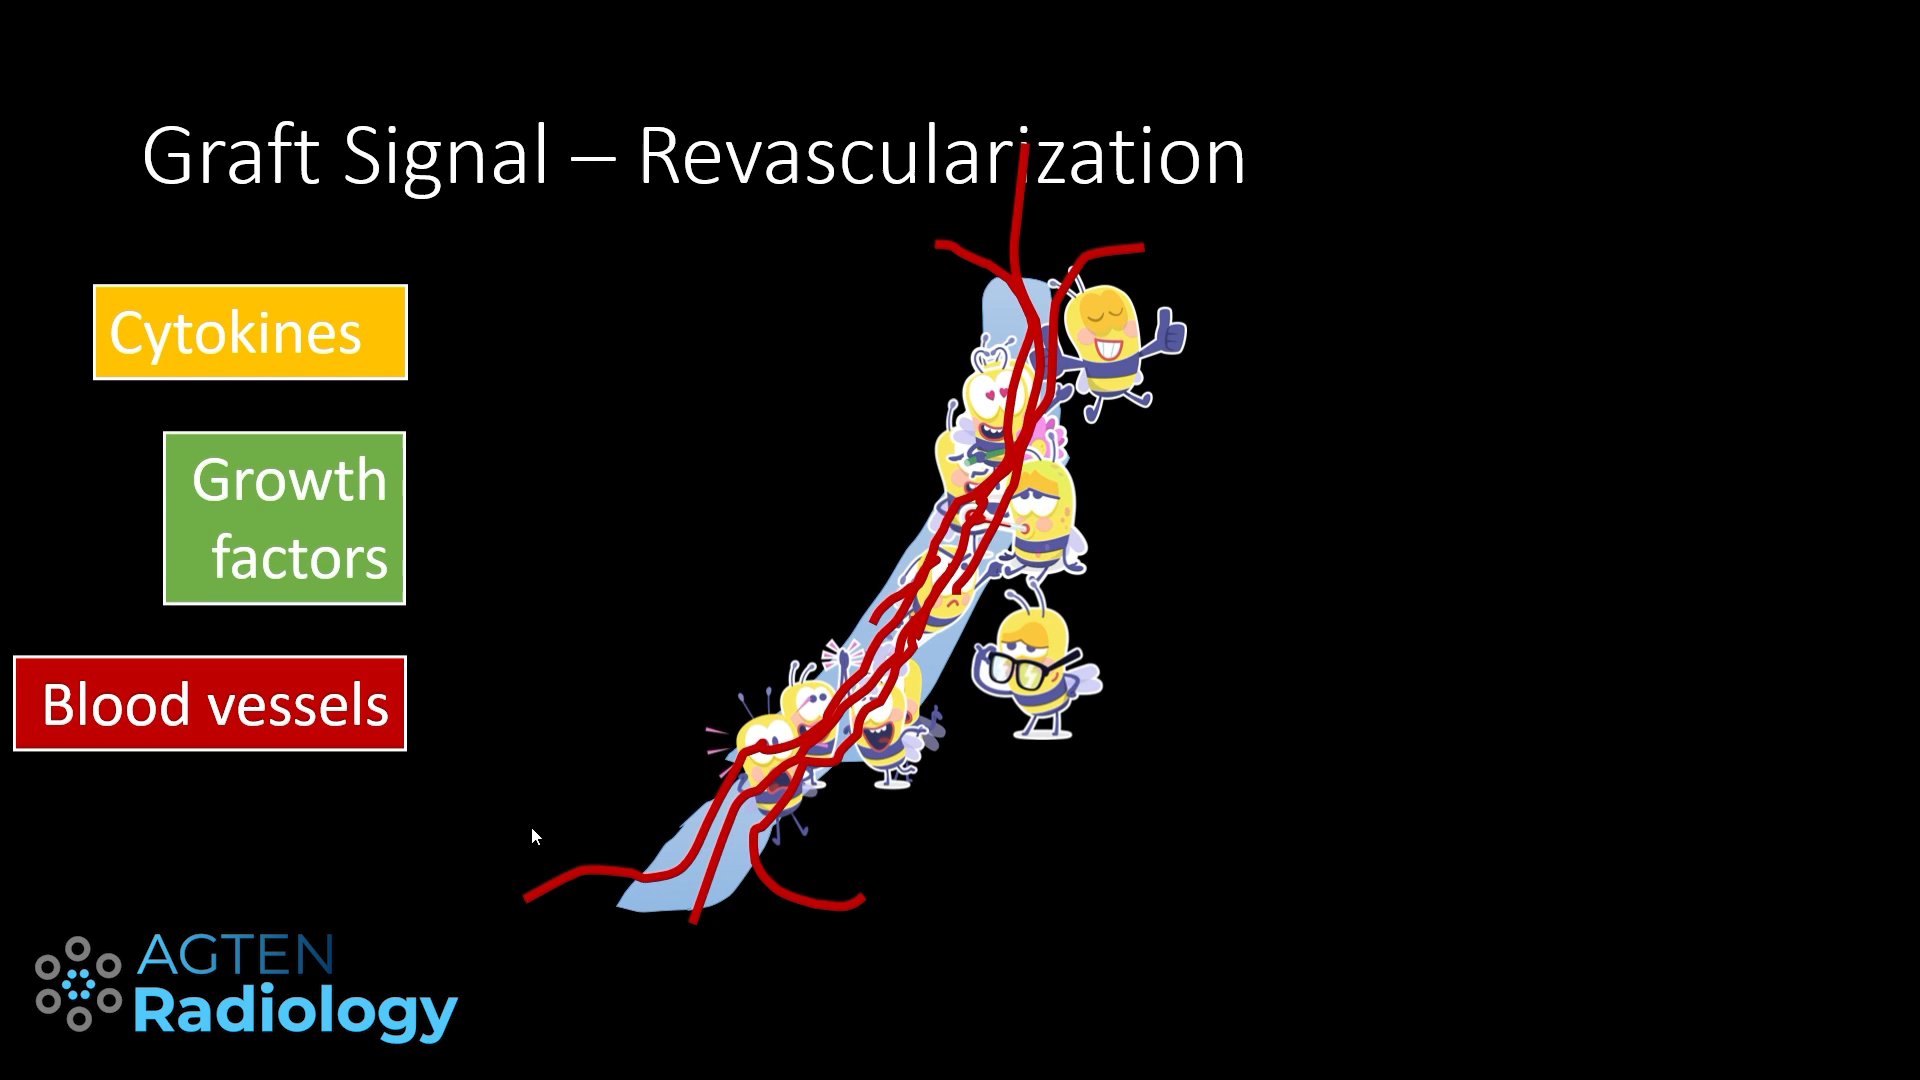 Graft Signal – Revascularization
Cytokines
Growth
factors
Blood vessels
AGTEN
Radiology